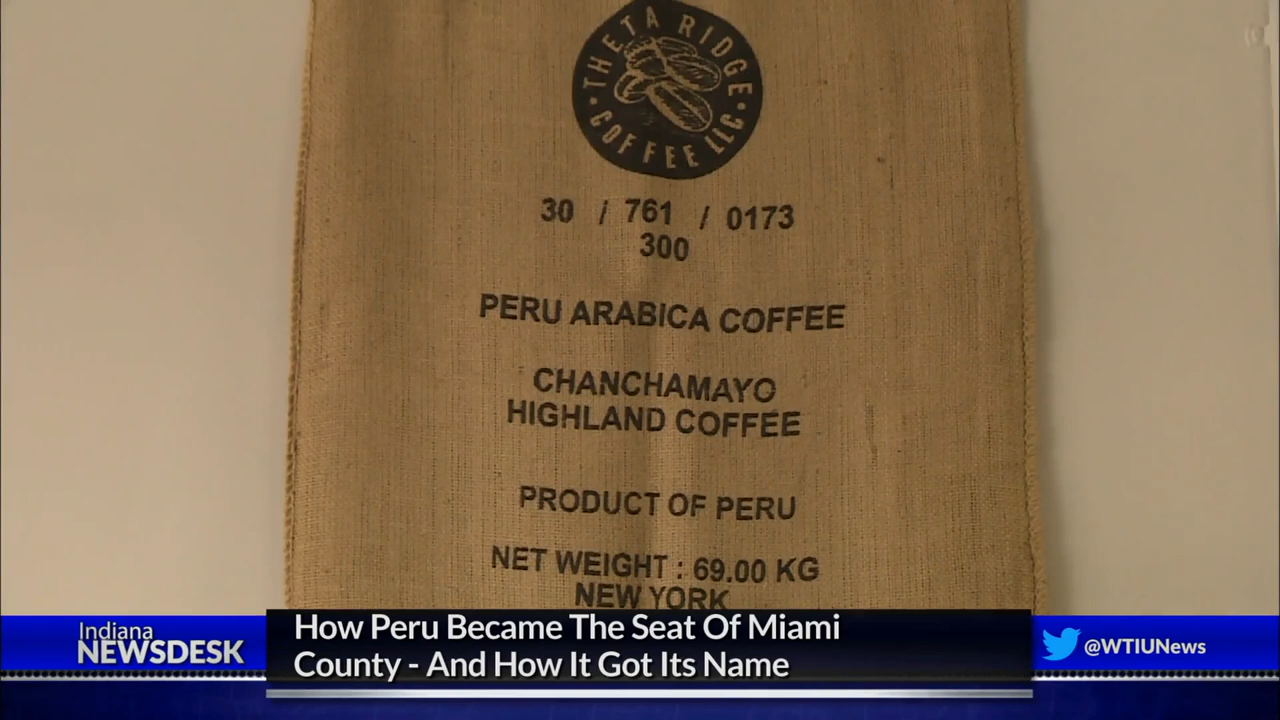 THETA RIDGE
COFFEE LLC
30 / 761 / 0173
300
PERU ARABICA COFFEE
CHANCHAMAYO
HIGHLAND COFFEE
PRODUCT OF PERU
NET WEIGHT : 69.00 KG
NEW YORK
Indiana
NEWSDESK
How Peru Became The Seat Of Miami
County - And How It Got Its Name
@WTIUNews